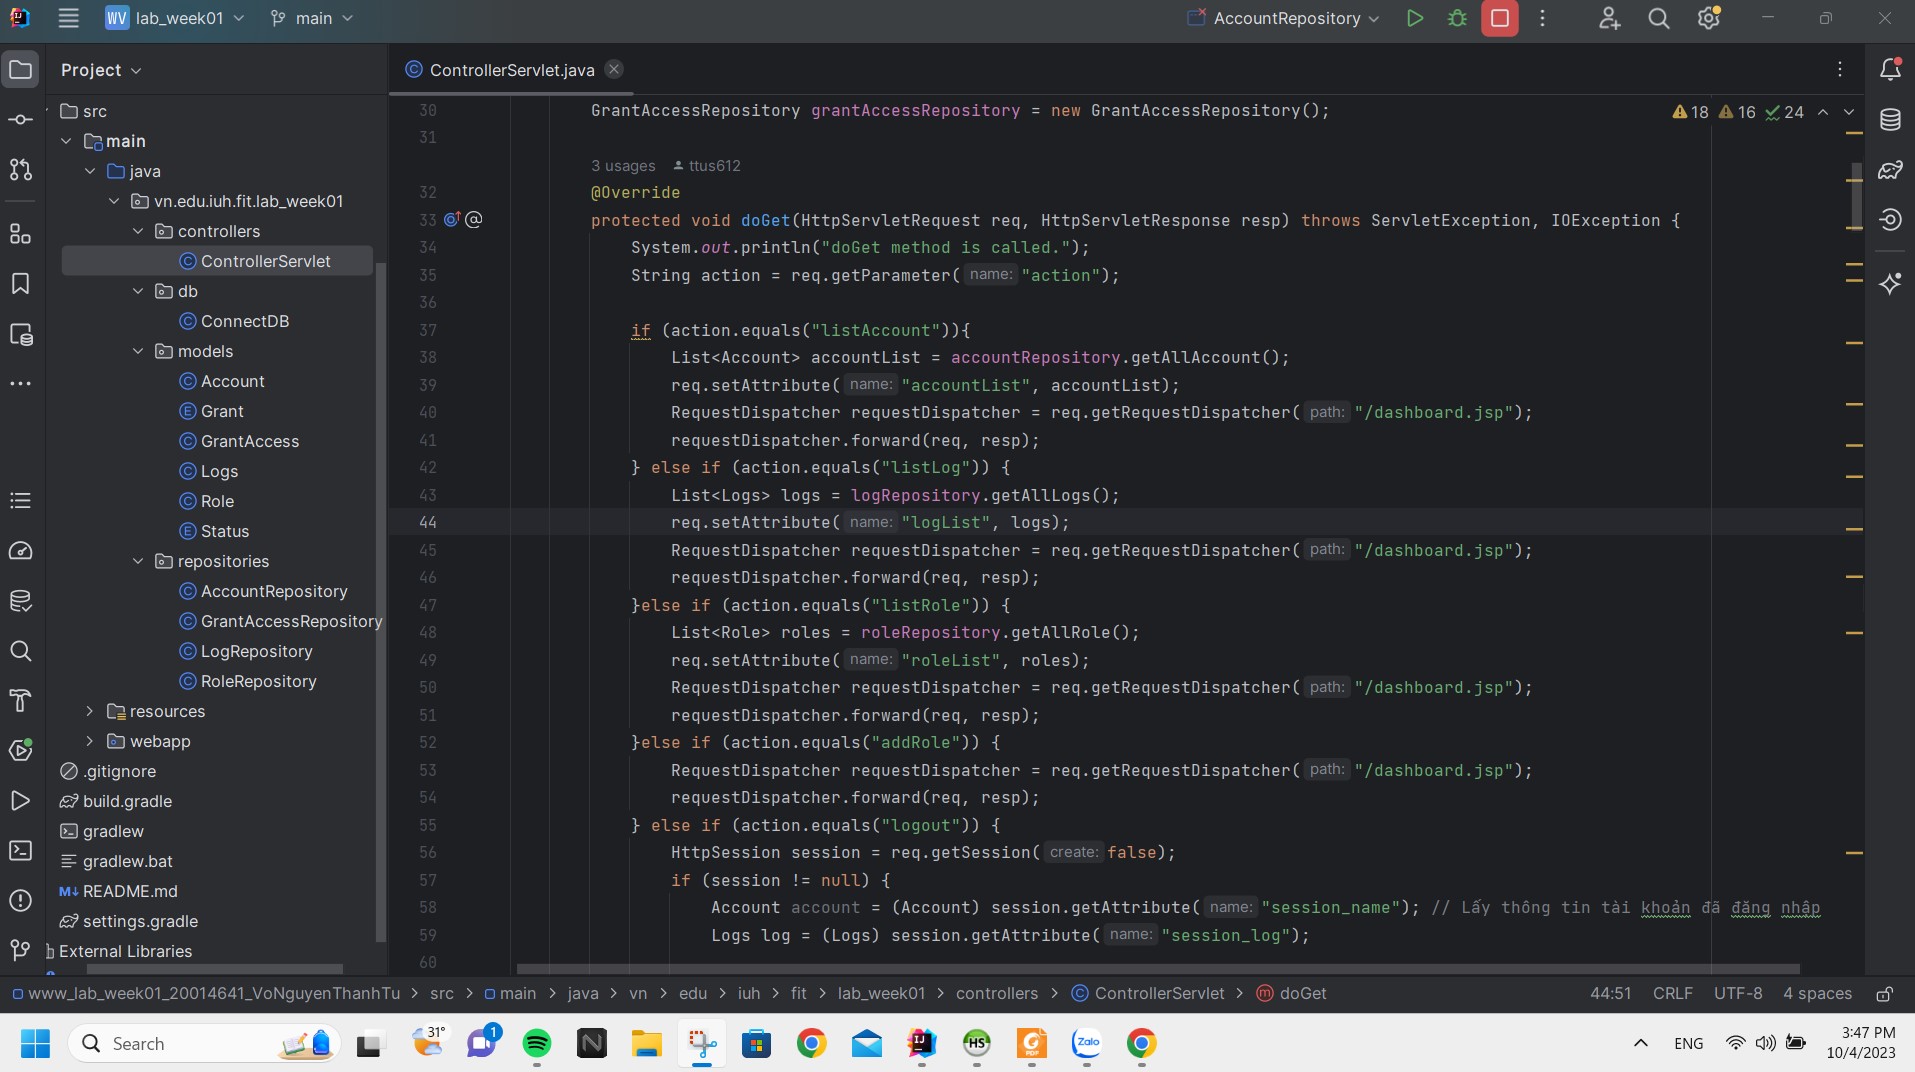 WV lab_week01 main AccountRepository
Project
ControllerServlet.java
src
main
java
vn.edu.iuh.fit.lab_week01
controllers
ControllerServlet
db
ConnectDB
models
Account
Grant
GrantAccess
Logs
Role
Status
repositories
AccountRepository
GrantAccessRepository
LogRepository
RoleRepository
resources
webapp
.gitignore
build.gradle
gradlew
gradlew.bat
README.md
settings.gradle
External Libraries
18 16 24
30 GrantAccessRepository grantAccessRepository = new GrantAccessRepository();
31
3 usages ttus612
32 @Override
33 protected void doGet(HttpServletRequest req, HttpServletResponse resp) throws ServletException, IOException {
34 System.out.println("doGet method is called.");
35 String action = req.getParameter( name: "action");
36
37 if (action.equals("listAccount")){
38 List<Account> accountList = accountRepository.getAllAccount();
39 req.setAttribute( name: "accountList", accountList);
40 RequestDispatcher requestDispatcher = req.getRequestDispatcher( path: "/dashboard.jsp");
41 requestDispatcher.forward(req, resp);
42 } else if (action.equals("listLog")) {
43 List<Logs> logs = logRepository.getAllLogs();
44 req.setAttribute( name: "logList", logs);
45 RequestDispatcher requestDispatcher = req.getRequestDispatcher( path: "/dashboard.jsp");
46 requestDispatcher.forward(req, resp);
47 }else if (action.equals("listRole")) {
48 List<Role> roles = roleRepository.getAllRole();
49 req.setAttribute( name: "roleList", roles);
50 RequestDispatcher requestDispatcher = req.getRequestDispatcher( path: "/dashboard.jsp");
51 requestDispatcher.forward(req, resp);
52 }else if (action.equals("addRole")) {
53 RequestDispatcher requestDispatcher = req.getRequestDispatcher( path: "/dashboard.jsp");
54 requestDispatcher.forward(req, resp);
55 } else if (action.equals("logout")) {
56 HttpSession session = req.getSession( create: false);
57 if (session != null) {
58 Account account = (Account) session.getAttribute( name: "session_name"); // Lấy thông tin tài khoản đã đăng nhập
59 Logs log = (Logs) session.getAttribute( name: "session_log");
60
www_lab_week01_20014641_VoNguyenThanhTu > src > main > java > vn > edu > iuh > fit > lab_week01 > controllers > ControllerServlet > doGet 44:51 CRLF UTF-8 4 spaces
Search 31° 1 ENG 3:47 PM
10/4/2023